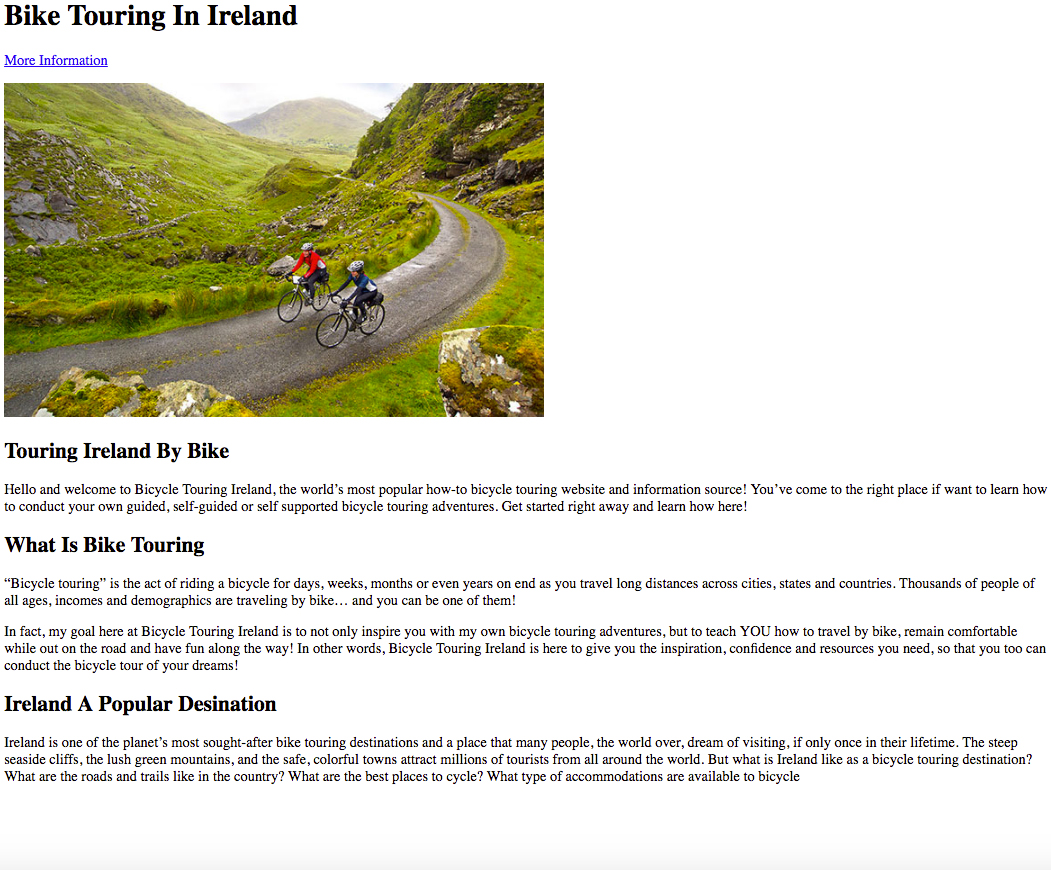 Bike Touring In Ireland
More Information
Touring Ireland By Bike
Hello and welcome to Bicycle Touring Ireland, the world’s most popular how-to bicycle touring website and information source! You’ve come to the right place if want to learn how
to conduct your own guided, self-guided or self supported bicycle touring adventures. Get started right away and learn how here!
What Is Bike Touring
“Bicycle touring” is the act of riding a bicycle for days, weeks, months or even years on end as you travel long distances across cities, states and countries. Thousands of people of
all ages, incomes and demographics are traveling by bike… and you can be one of them!
In fact, my goal here at Bicycle Touring Ireland is to not only inspire you with my own bicycle touring adventures, but to teach YOU how to travel by bike, remain comfortable
while out on the road and have fun along the way! In other words, Bicycle Touring Ireland is here to give you the inspiration, confidence and resources you need, so that you too can
conduct the bicycle tour of your dreams!
Ireland A Popular Desination
Ireland is one of the planet’s most sought-after bike touring destinations and a place that many people, the world over, dream of visiting, if only once in their lifetime. The steep
seaside cliffs, the lush green mountains, and the safe, colorful towns attract millions of tourists from all around the world. But what is Ireland like as a bicycle touring destination?
What are the roads and trails like in the country? What are the best places to cycle? What type of accommodations are available to bicycle